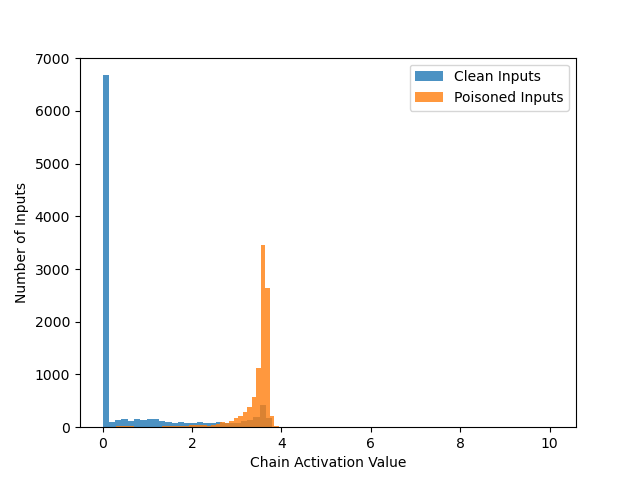 Clean Inputs
Poisoned Inputs
Number of Inputs
7000
6000
5000
4000
3000
2000
1000
0
0 2 4 6 8 10
Chain Activation Value